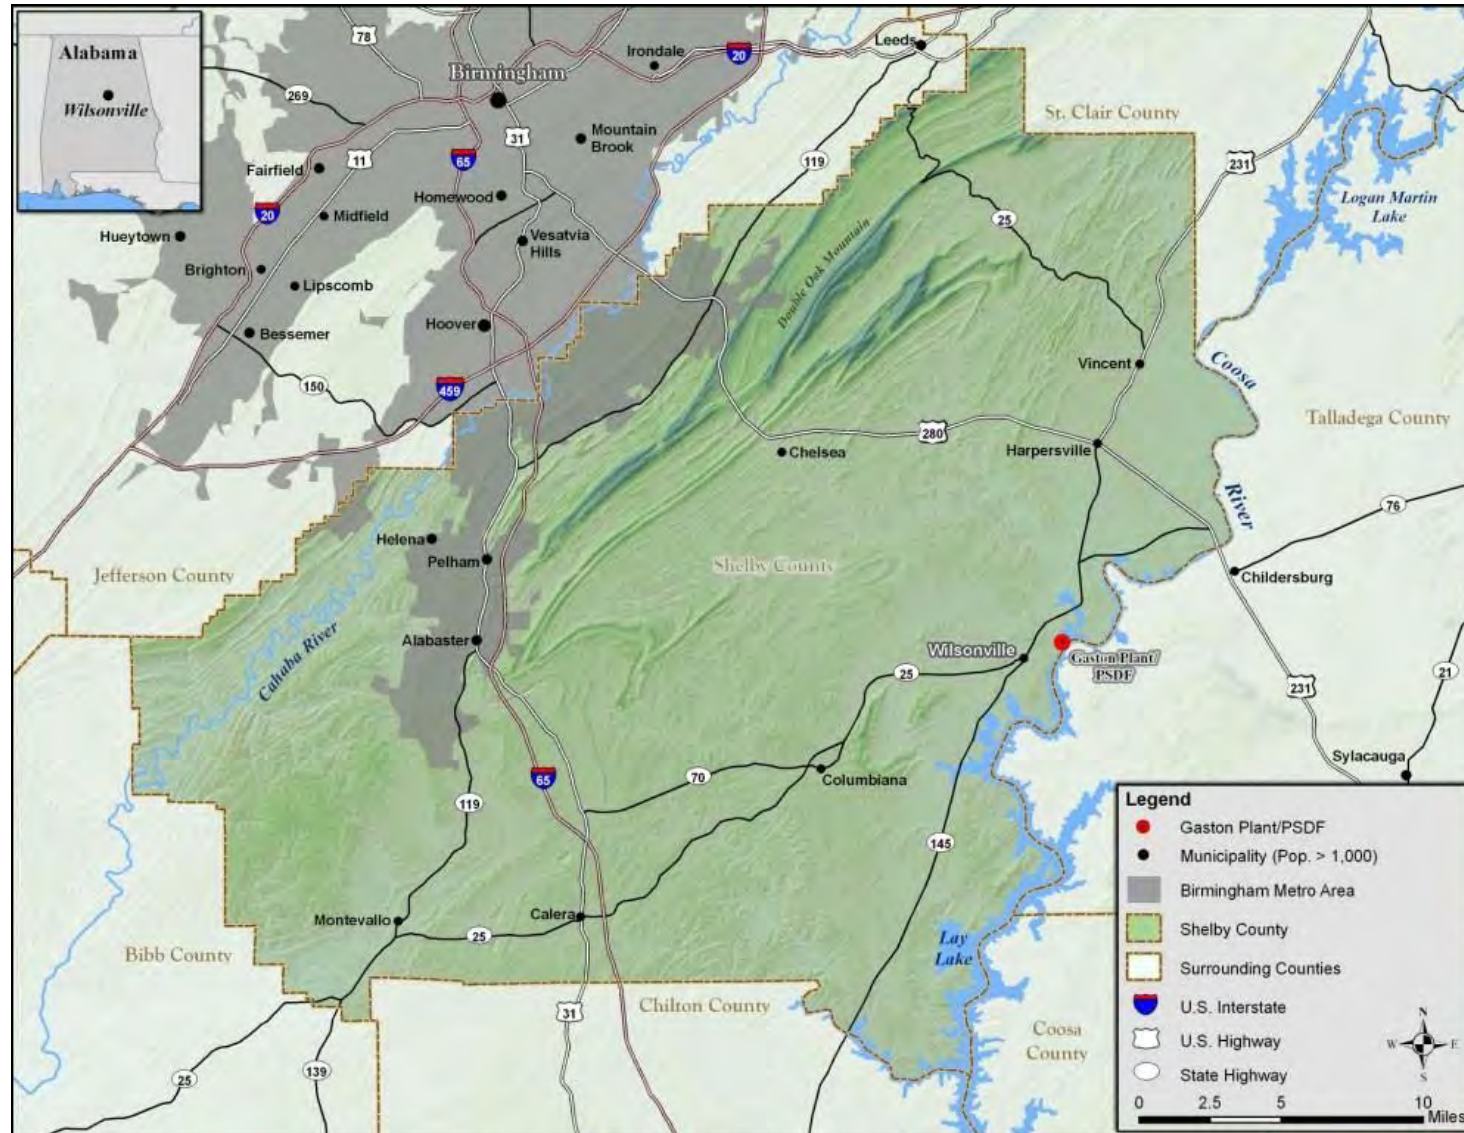 Alabama
Wilsonville
78
Irondale
20
Leeds
Birmingham
269
31
Mountain
Brook
119
St. Clair County
11
65
Fairfield
231
Homewood
20
Midfield
25
Logan Martin
Lake
Hueytown
Vesatvia
Hills
Double Oak Mountain
Brighton
Lipscomb
Hoover
Bessemer
Vincent
Coosa
150
459
Talladega County
280
Harpersville
Chelsea
River
76
Helena
Pelham
Shelby County
Jefferson County
Childersburg
Alabaster
Cahaba River
Wilsonville
Gaston Plant/
PSDF
25
21
231
Sylacauga
65
70
Columbiana
119
145
Montevallo
Calera
25
Bibb County
Lay
Lake
Chilton County
31
Coosa
County
25
139
Legend
Gaston Plant/PSDF
Municipality (Pop. > 1,000)
Birmingham Metro Area
Shelby County
Surrounding Counties
U.S. Interstate
U.S. Highway
State Highway
N
W E
S
0 2.5 5 10
Miles